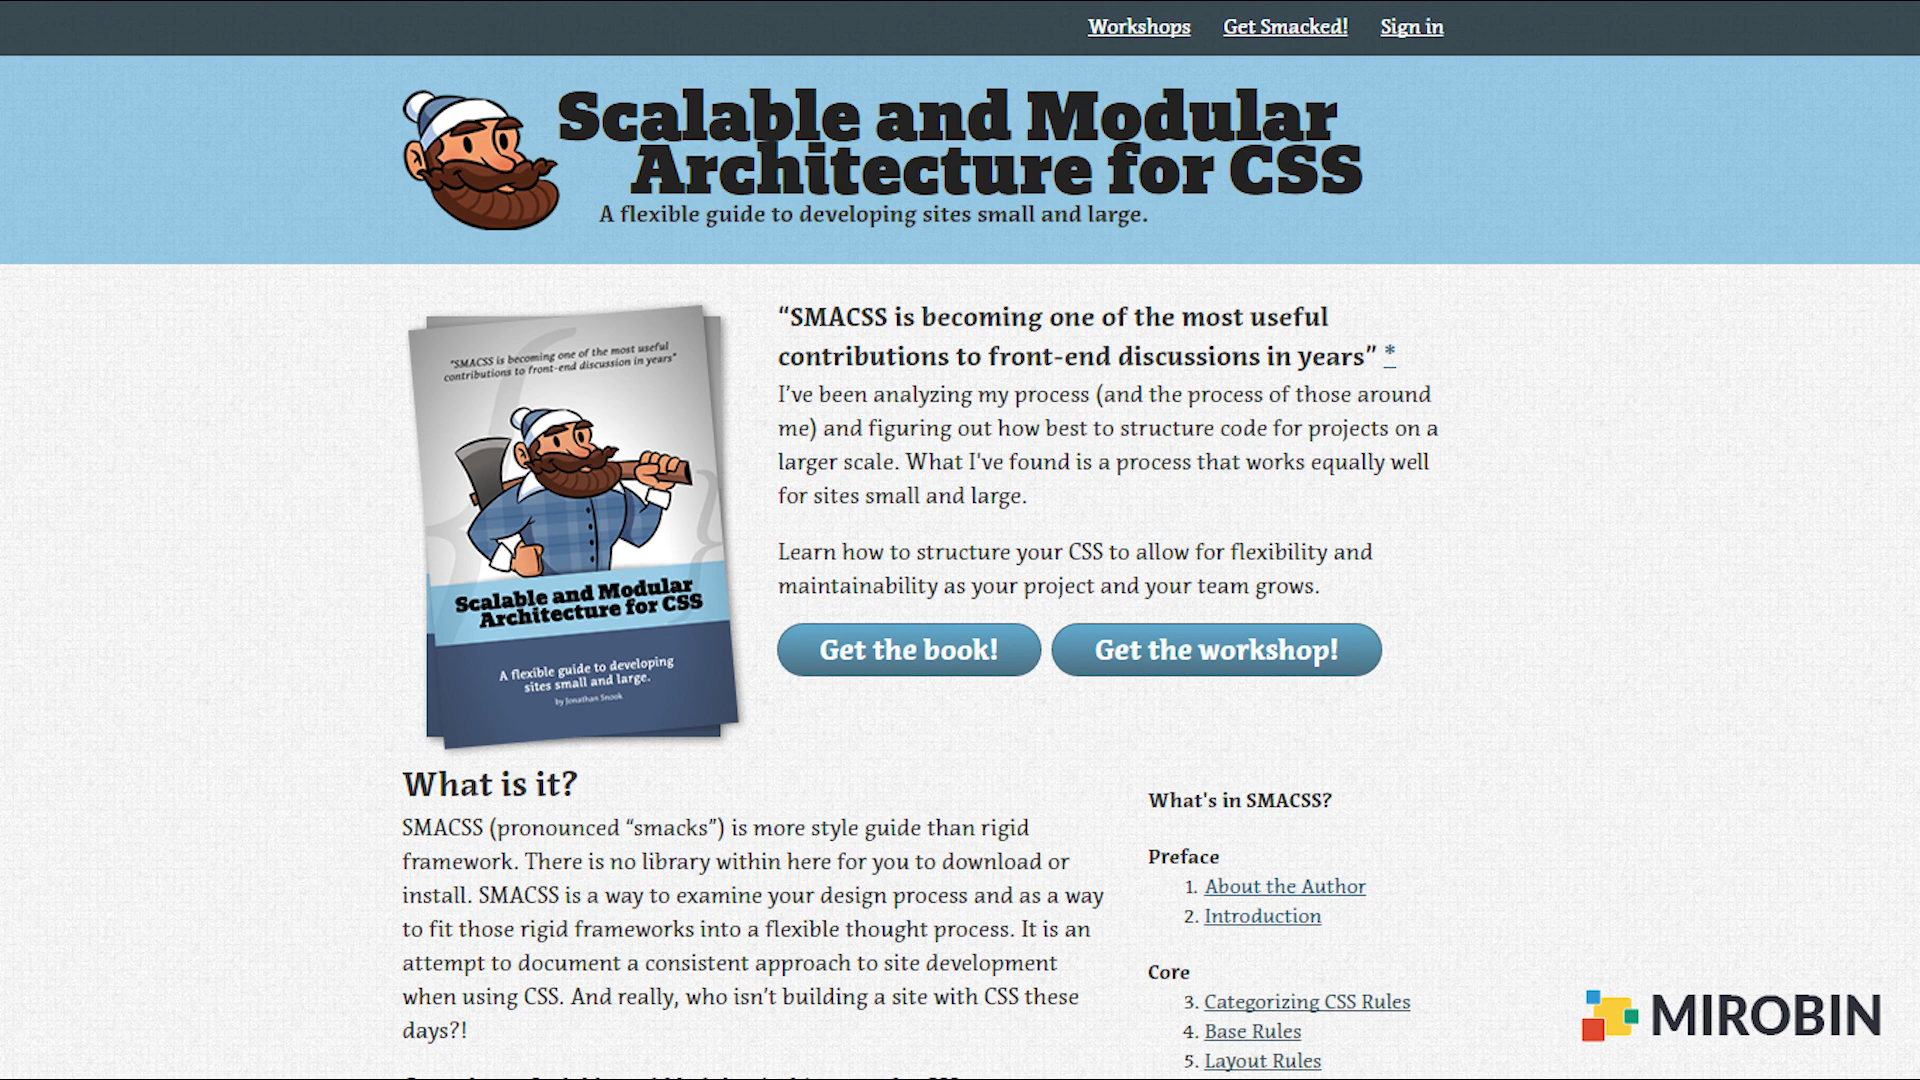 Workshops Get Smacked! Sign in
Scalable and Modular
Architecture for CSS
A flexible guide to developing sites small and large.
"SMACSS is becoming one of the most useful
contributions to front-end discussion in years"
Scalable and Modular
Architecture for CSS
A flexible guide to developing
sites small and large.
by Jonathan Snook
“SMACSS is becoming one of the most useful
contributions to front-end discussions in years” *
I’ve been analyzing my process (and the process of those around
me) and figuring out how best to structure code for projects on a
larger scale. What I've found is a process that works equally well
for sites small and large.
Learn how to structure your CSS to allow for flexibility and
maintainability as your project and your team grows.
Get the book! Get the workshop!
What is it?
SMACSS (pronounced “smacks”) is more style guide than rigid
framework. There is no library within here for you to download or
install. SMACSS is a way to examine your design process and as a way
to fit those rigid frameworks into a flexible thought process. It is an
attempt to document a consistent approach to site development
when using CSS. And really, who isn’t building a site with CSS these
days?!
What's in SMACSS?
Preface
1. About the Author
2. Introduction
Core
3. Categorizing CSS Rules
4. Base Rules
5. Layout Rules
MIROBIN